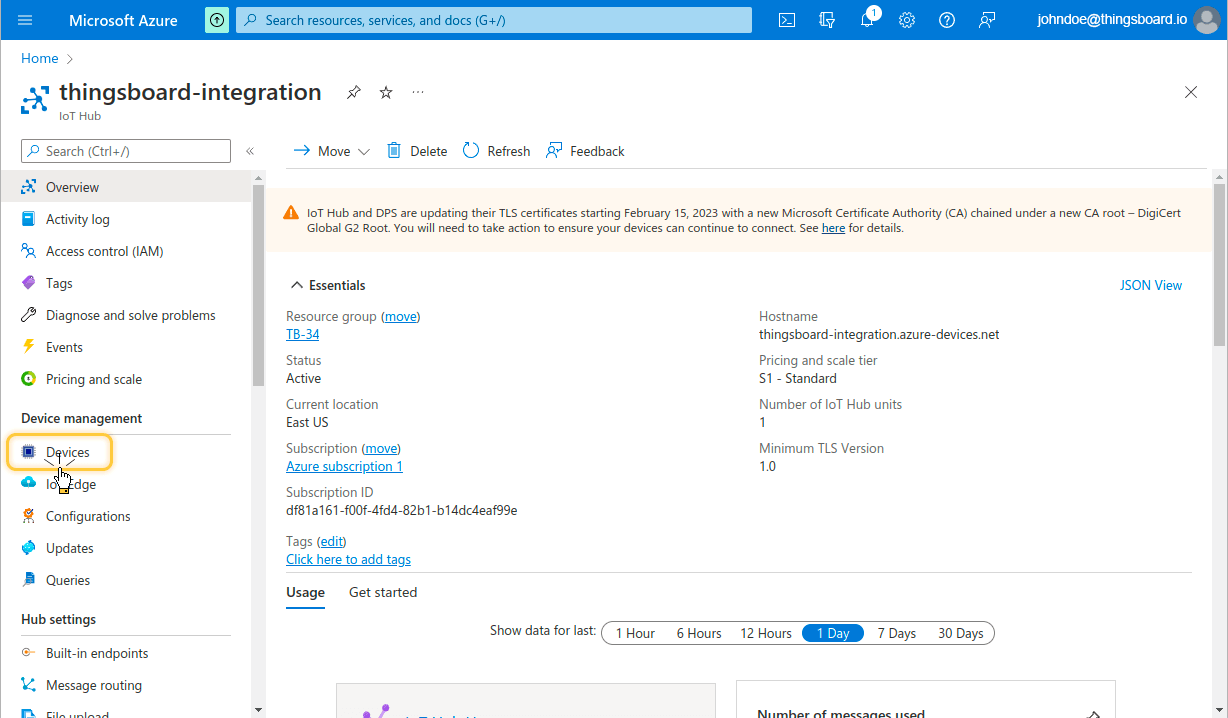 Microsoft Azure
Search resources, services, and docs (G+/)
1
johndoe@thingsboard.io
Home
thingsboard-integration
IoT Hub
Search (Ctrl+/)
Move
Delete
Refresh
Feedback
Overview
Activity log
Access control (IAM)
Tags
Diagnose and solve problems
Events
Pricing and scale
Device management
Devices
IoT Edge
Configurations
Updates
Queries
Hub settings
Built-in endpoints
Message routing
File upload
IoT Hub and DPS are updating their TLS certificates starting February 15, 2023 with a new Microsoft Certificate Authority (CA) chained under a new CA root – DigiCert
Global G2 Root. You will need to take action to ensure your devices can continue to connect. See here for details.
Essentials
JSON View
Resource group (move)
TB-34
Status
Active
Current location
East US
Subscription (move)
Azure subscription 1
Subscription ID
df81a161-f00f-4fd4-82b1-b14dc4eaf99e
Hostname
thingsboard-integration.azure-devices.net
Pricing and scale tier
S1 - Standard
Number of IoT Hub units
1
Minimum TLS Version
1.0
Tags (edit)
Click here to add tags
Usage
Get started
Show data for last:
1 Hour
6 Hours
12 Hours
1 Day
7 Days
30 Days
Number of messages used